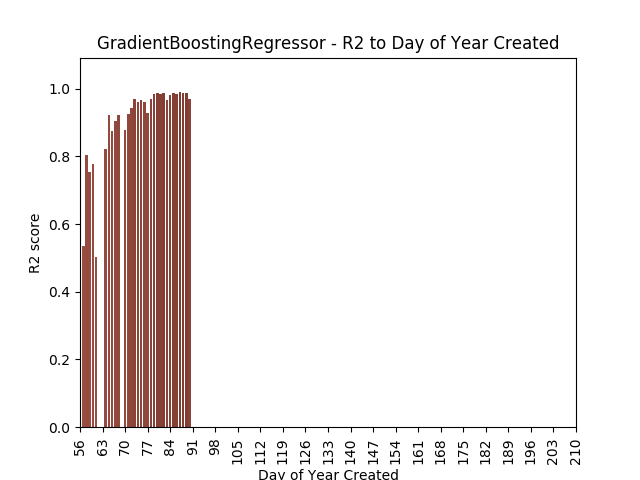 GradientBoostingRegressor - R2 to Day of Year Created
1.0
0.8
0.6
0.4
0.2
0.0
R2 score
56 63 70 77 84 91 98 105 112 119 126 133 140 147 154 161 168 175 182 189 196 203 210
Day of Year Created